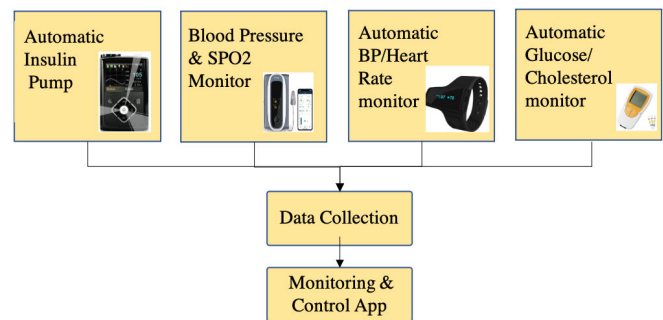 Automatic
Insulin
Pump
Blood Pressure
& SPO2
Monitor
Automatic
BP/Heart
Rate
monitor
Automatic
Glucose/
Cholesterol
monitor
Data Collection
Monitoring &
Control App